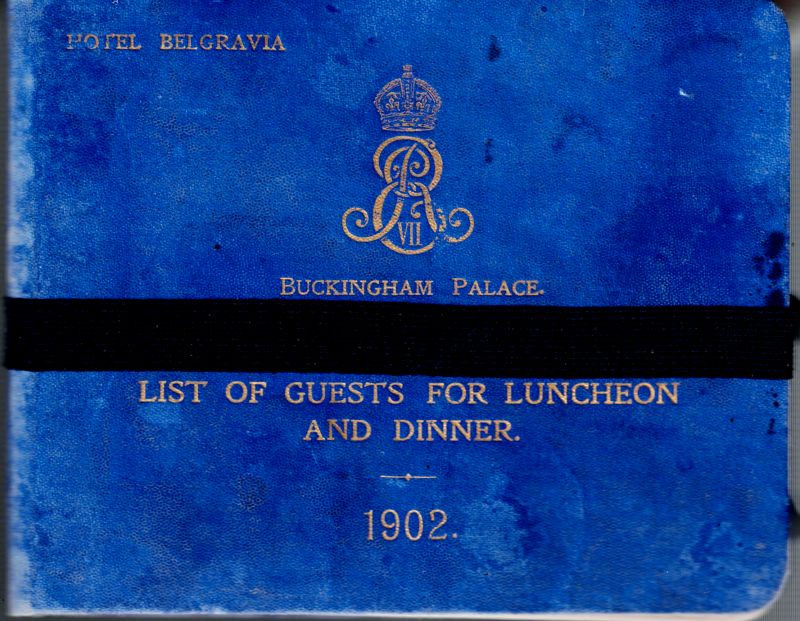 HOTEL BELGRAVIA
VII
BUCKINGHAM PALACE.
LIST OF GUESTS FOR LUNCHEON
AND DINNER.
1902.